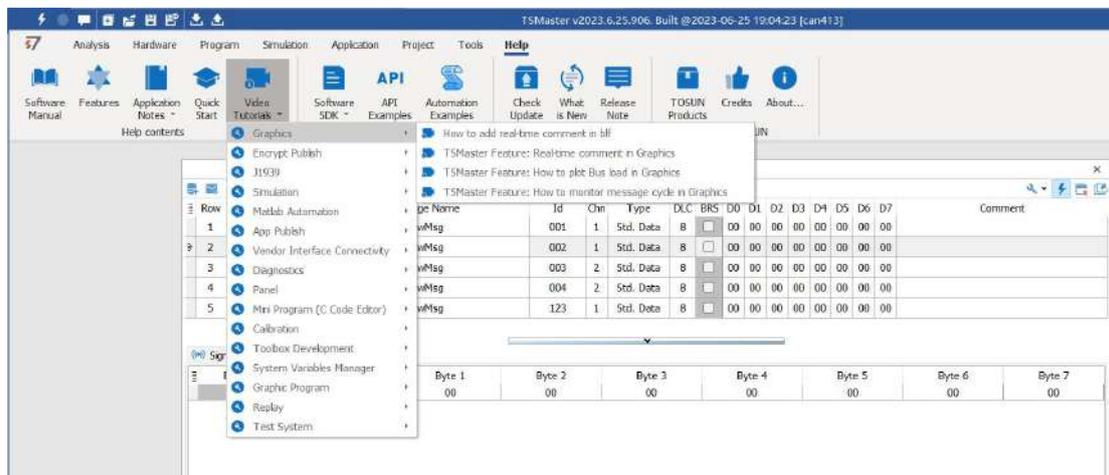 TSMaster v2023.6.25.906. Built @2023-06-25 19:04:23 [can413]
Analysis Hardware Program Simulation Application Project Tools Help
API
Software Manual
Features
Application Notes
Quick Start
Video Tutorials
Software SDK
API Examples
Automation Examples
Check Update
What is New
Release Note
TOSUN Products
Credits
About...
Help contents
UN
Graphics
Encrypt Publish
J1939
Simulation
Matlab Automation
App Publish
Vendor Interface Connectivity
Diagnostics
Panel
Mini Program (C Code Editor)
Calibration
Toolbox Development
System Variables Manager
Graphic Program
Replay
Test System
How to add real-time comment in blf
TSMaster Feature: Real-time comment in Graphics
TSMaster Feature: How to plot Bus load in Graphics
TSMaster Feature: How to monitor message cycle in Graphics
Row ge Name Id Chn Type DLC BRS D0 D1 D2 D3 D4 D5 D6 D7 Comment
1 wMsg 001 1 Std. Data 8 00 00 00 00 00 00 00 00
2 wMsg 002 1 Std. Data 8 00 00 00 00 00 00 00 00
3 wMsg 003 2 Std. Data 8 00 00 00 00 00 00 00 00
4 wMsg 004 2 Std. Data 8 00 00 00 00 00 00 00 00
5 wMsg 123 1 Std. Data 8 00 00 00 00 00 00 00 00
Sig
Byte 1 Byte 2 Byte 3 Byte 4 Byte 5 Byte 6 Byte 7
00 00 00 00 00 00 00